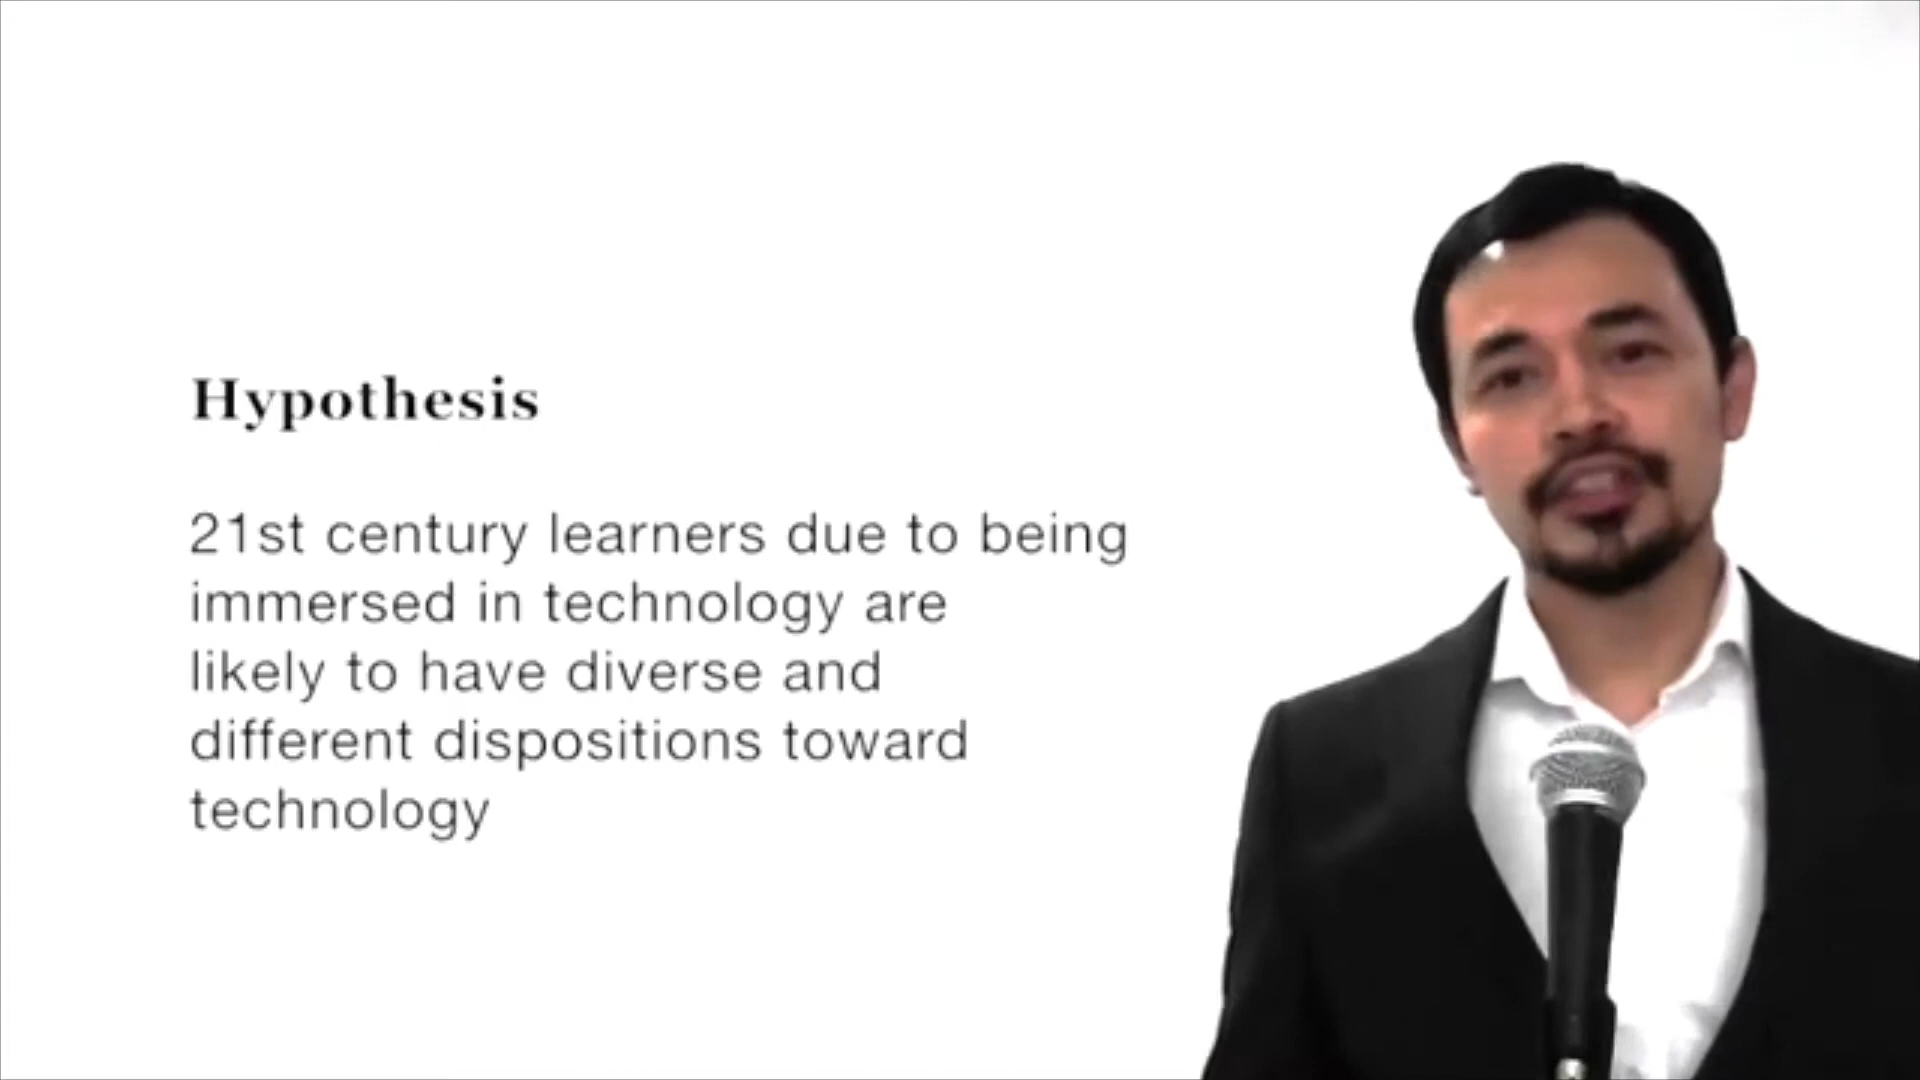 Hypothesis
21st century learners due to being
immersed in technology are
likely to have diverse and
different dispositions toward
technology